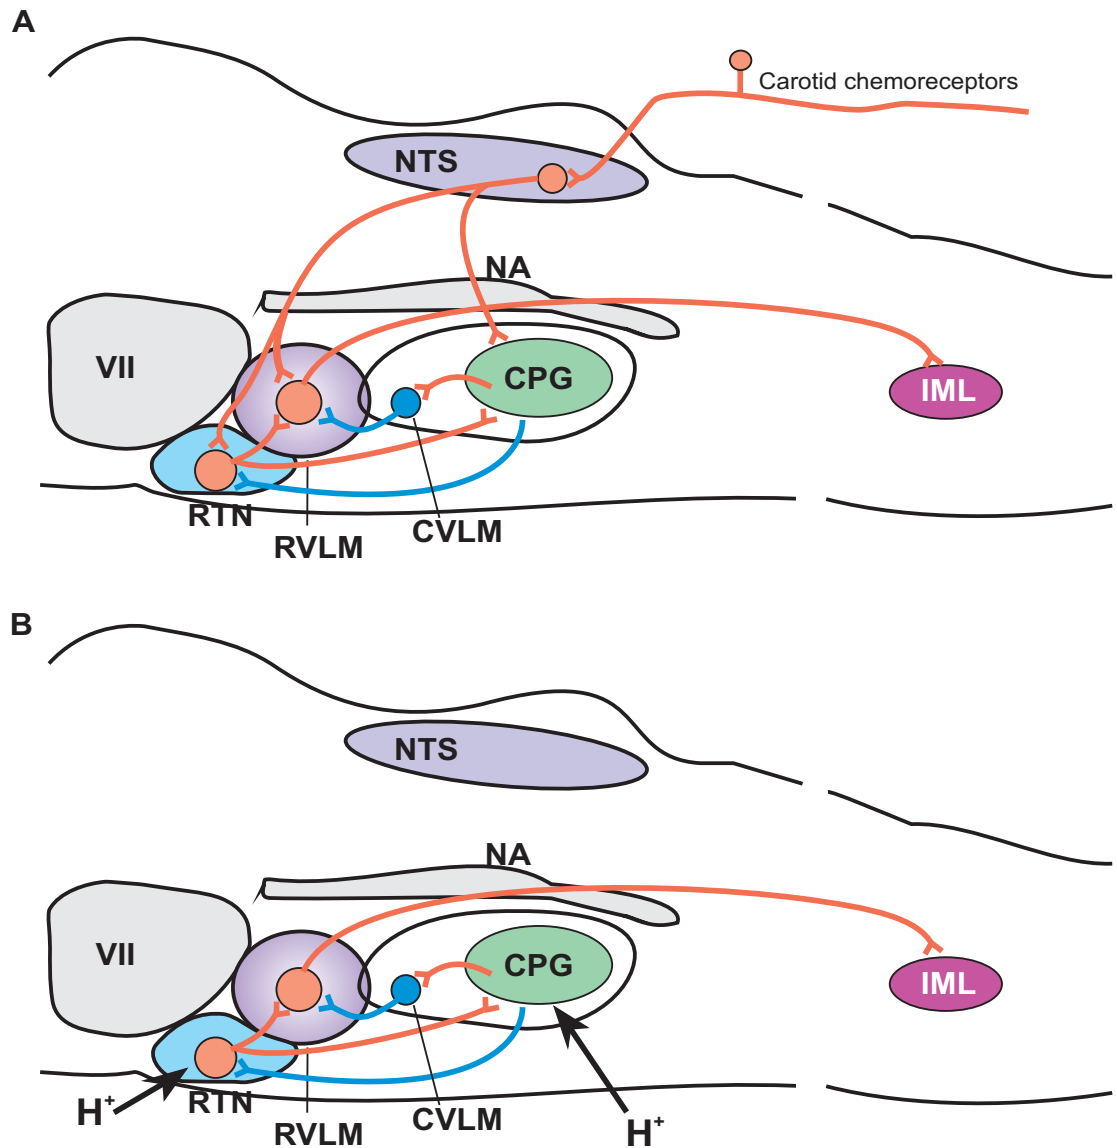 A
Carotid chemoreceptors
NTS
NA
VII
CPG
IML
RTN
RVLM
CVLM
B
NTS
NA
VII
CPG
IML
H+
RTN
RVLM
CVLM
H+